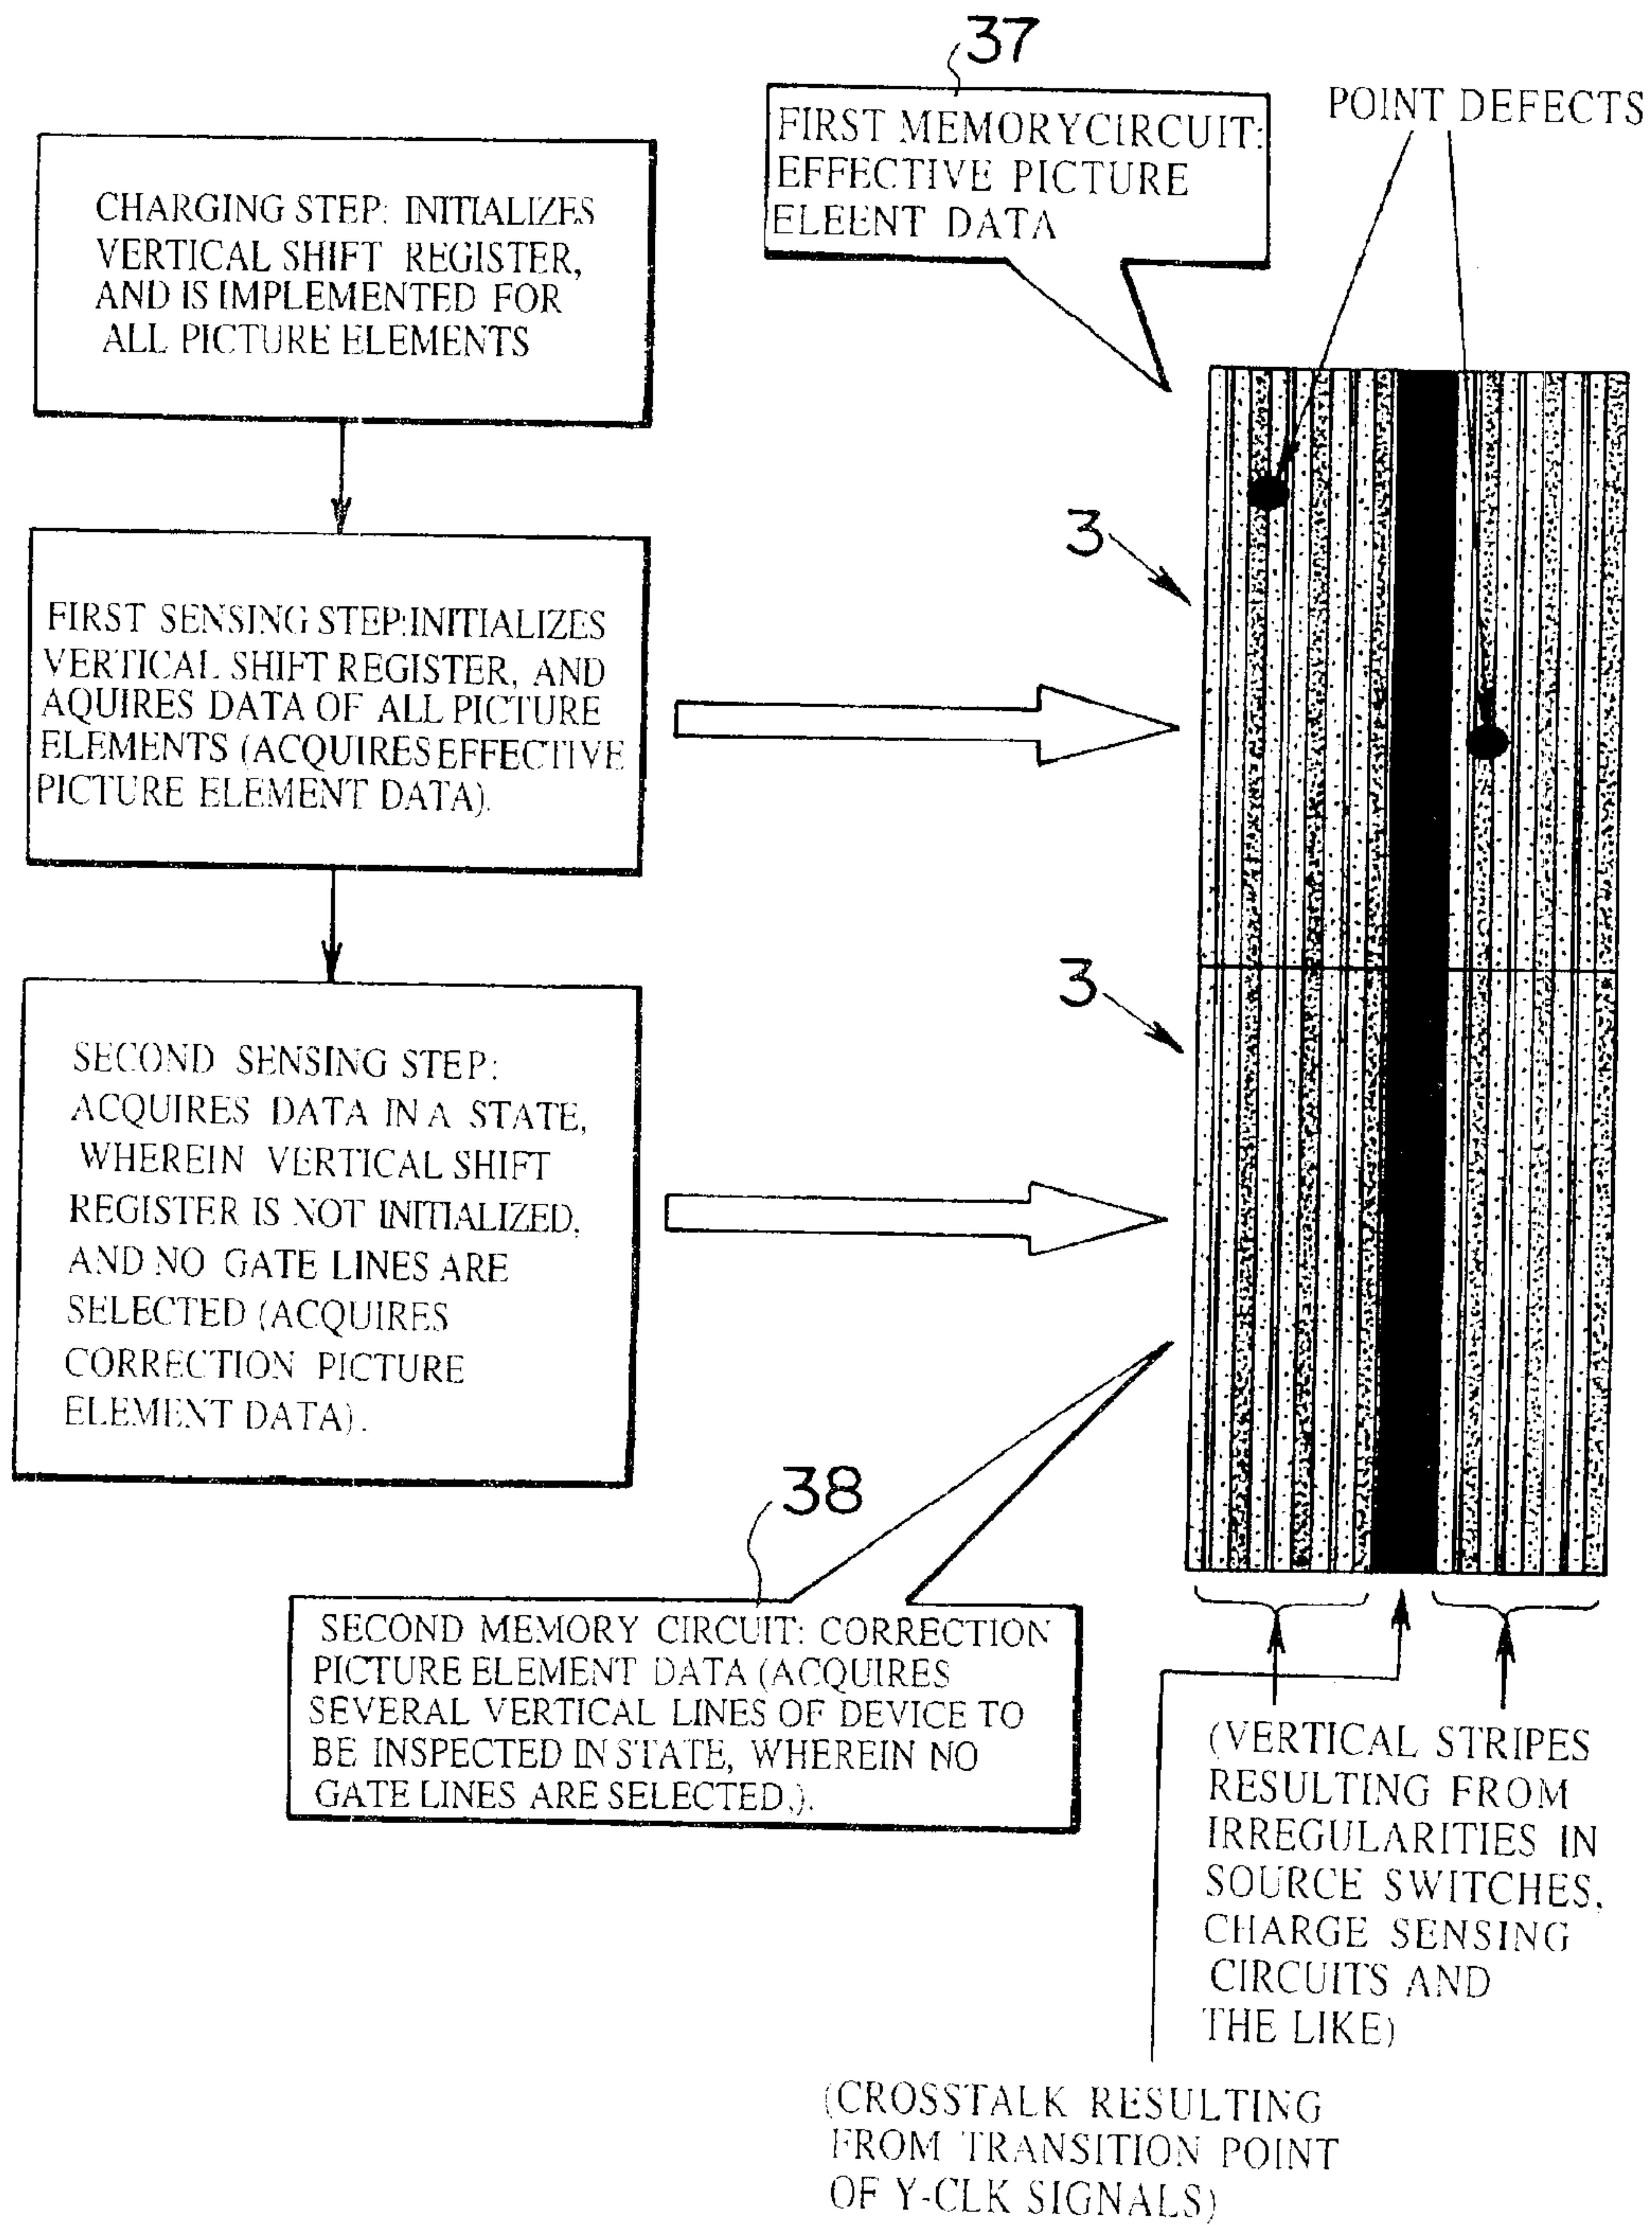 37
FIRST MEMORYCIRCUIT:
EFFECTIVE PICTURE
ELEENT DATA
POINT DEFECTS
CHARGING STEP: INITIALIZES
VERTICAL SHIFT REGISTER,
AND IS IMPLEMENTED FOR
ALL PICTURE ELEMENTS
3
FIRST SENSING STEP:INITIALIZES
VERTICAL SHIFT REGISTER, AND
AQUIRES DATA OF ALL PICTURE
ELEMENTS (ACQUIRES EFFECTIVE
PICTURE ELEMENT DATA).
3
SECOND SENSING STEP:
ACQUIRES DATA IN A STATE,
WHEREIN VERTICAL SHIFT
REGISTER IS NOT INITIALIZED,
AND NO GATE LINES ARE
SELECTED (ACQUIRES
CORRECTION PICTURE
ELEMENT DATA).
38
SECOND MEMORY CIRCUIT: CORRECTION
PICTURE ELEMENT DATA (ACQUIRES
SEVERAL VERTICAL LINES OF DEVICE TO
BE INSPECTED IN STATE, WHEREIN NO
GATE LINES ARE SELECTED,).
(VERTICAL STRIPES
RESULTING FROM
IRREGULARITIES IN
SOURCE SWITCHES,
CHARGE SENSING
CIRCUITS AND
THE LIKE)
(CROSSTALK RESULTING
FROM TRANSITION POINT
OF Y-CLK SIGNALS)